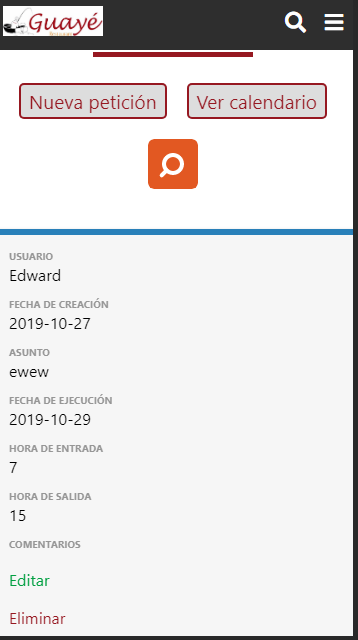 Guayé
Nueva petición
Ver calendario
USUARIO
Edward
FECHA DE CREACIÓN
2019-10-27
ASUNTO
ewew
FECHA DE EJECUCIÓN
2019-10-29
HORA DE ENTRADA
7
HORA DE SALIDA
15
COMENTARIOS
Editar
Eliminar